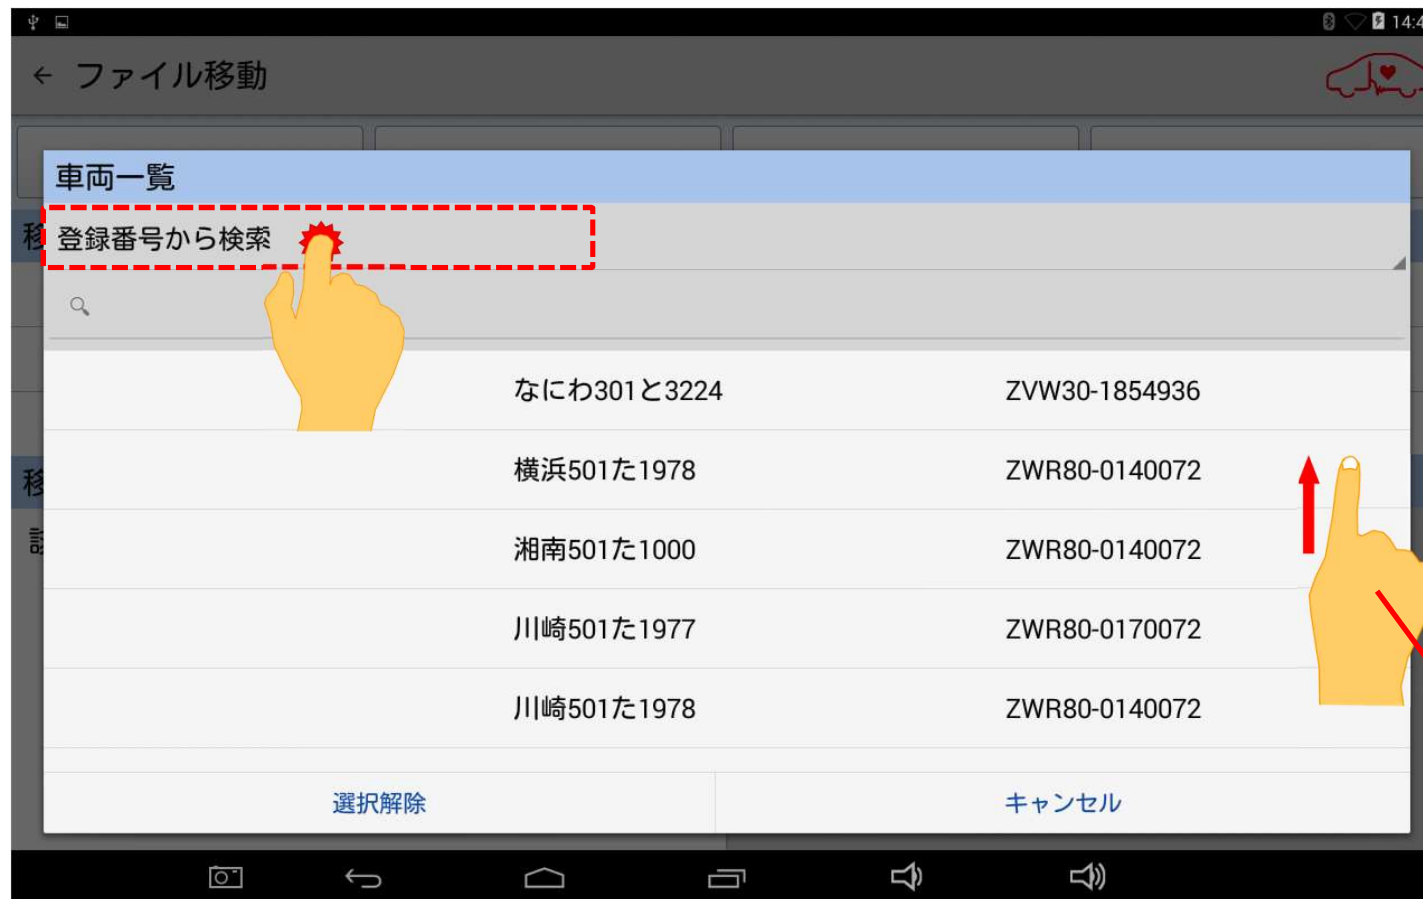 14:4
ファイル移動
車両一覧
移
登録番号から検索
なにわ301と3224 ZVW30-1854936
横浜501た1978 ZWR80-0140072
移
湘南501た1000 ZWR80-0140072
川崎501た1977 ZWR80-0170072
川崎501た1978 ZWR80-0140072
選択解除 キャンセル